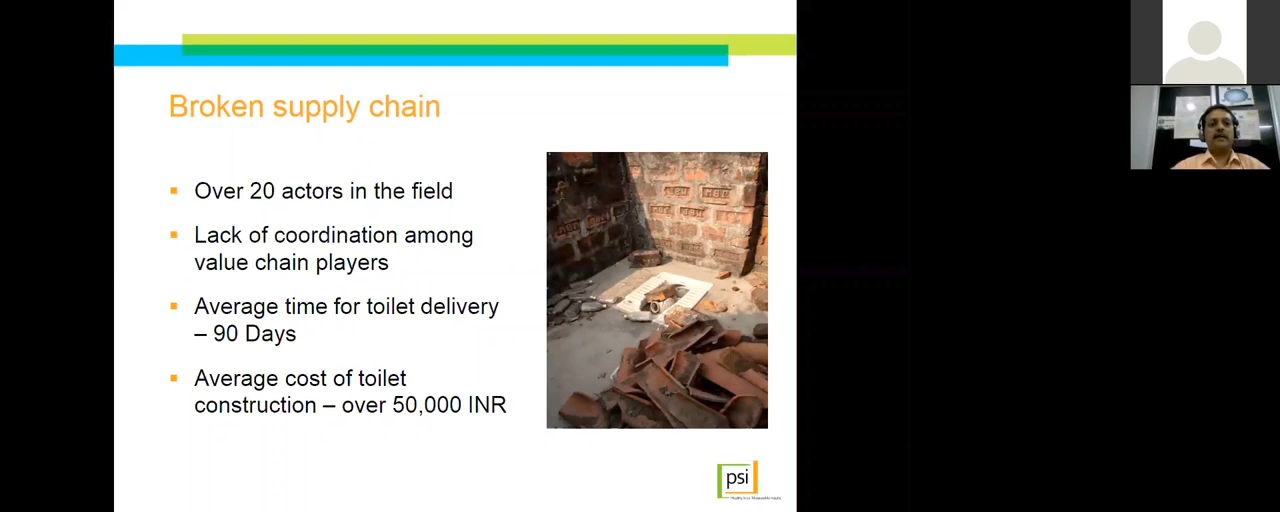 Broken supply chain
Over 20 actors in the field
Lack of coordination among
value chain players
Average time for toilet delivery
– 90 Days
Average cost of toilet
construction – over 50,000 INR
psi